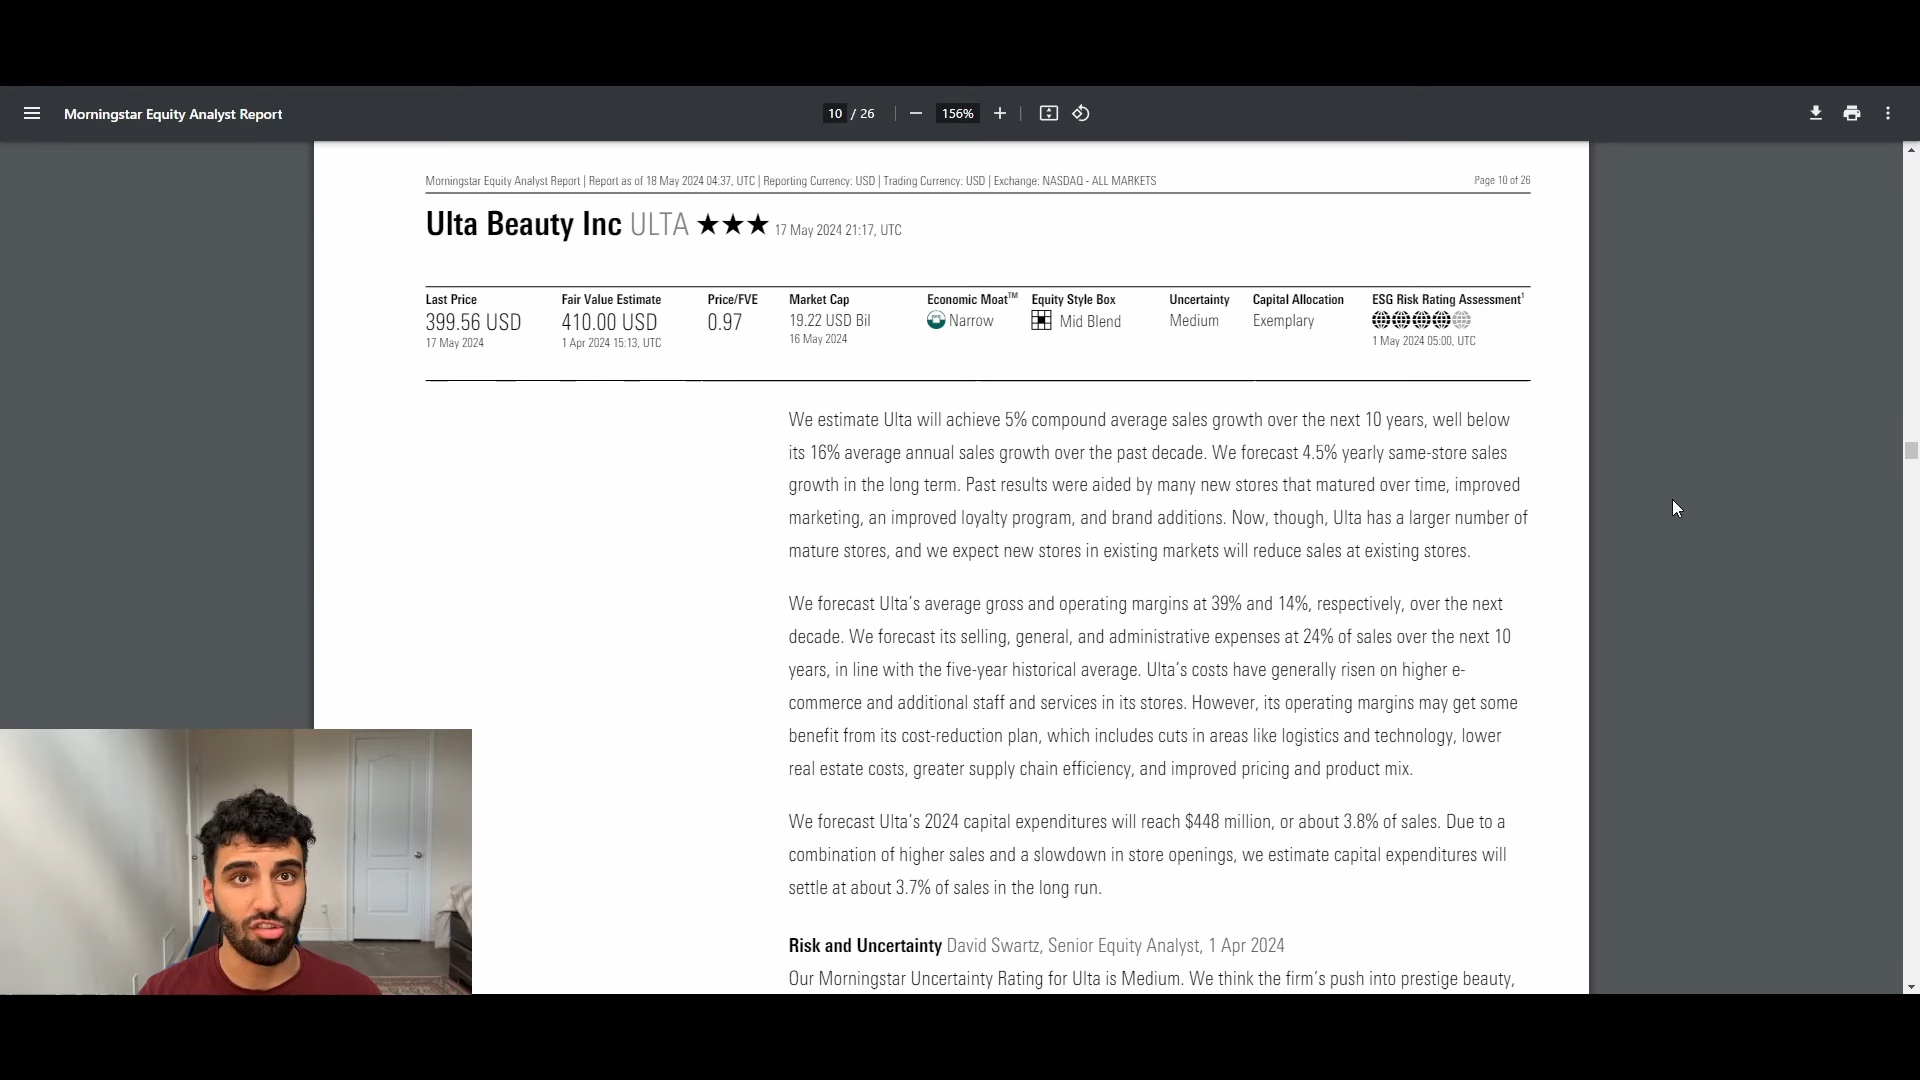 Morningstar Equity Analyst Report
10 / 26
156%
Morningstar Equity Analyst Report | Report as of 18 May 2024 04:37, UTC | Reporting Currency: USD | Trading Currency: USD | Exchange: NASDAQ - ALL MARKETS
Page 10 of 26
Ulta Beauty Inc ULTA ★★★ 17 May 2024 21:17, UTC
Last Price
399.56 USD
17 May 2024
Fair Value Estimate
410.00 USD
1 Apr 2024 15:13, UTC
Price/FVE
0.97
Market Cap
19.22 USD Bil
16 May 2024
Economic Moat™
Narrow
Equity Style Box
Mid Blend
Uncertainty
Medium
Capital Allocation
Exemplary
ESG Risk Rating Assessment¹
1 May 2024 05:00, UTC
We estimate Ulta will achieve 5% compound average sales growth over the next 10 years, well below
its 16% average annual sales growth over the past decade. We forecast 4.5% yearly same-store sales
growth in the long term. Past results were aided by many new stores that matured over time, improved
marketing, an improved loyalty program, and brand additions. Now, though, Ulta has a larger number of
mature stores, and we expect new stores in existing markets will reduce sales at existing stores.
We forecast Ulta's average gross and operating margins at 39% and 14%, respectively, over the next
decade. We forecast its selling, general, and administrative expenses at 24% of sales over the next 10
years, in line with the five-year historical average. Ulta's costs have generally risen on higher e-
commerce and additional staff and services in its stores. However, its operating margins may get some
benefit from its cost-reduction plan, which includes cuts in areas like logistics and technology, lower
real estate costs, greater supply chain efficiency, and improved pricing and product mix.
We forecast Ulta's 2024 capital expenditures will reach $448 million, or about 3.8% of sales. Due to a
combination of higher sales and a slowdown in store openings, we estimate capital expenditures will
settle at about 3.7% of sales in the long run.
Risk and Uncertainty David Swartz, Senior Equity Analyst, 1 Apr 2024
Our Morningstar Uncertainty Rating for Ulta is Medium. We think the firm's push into prestige beauty,